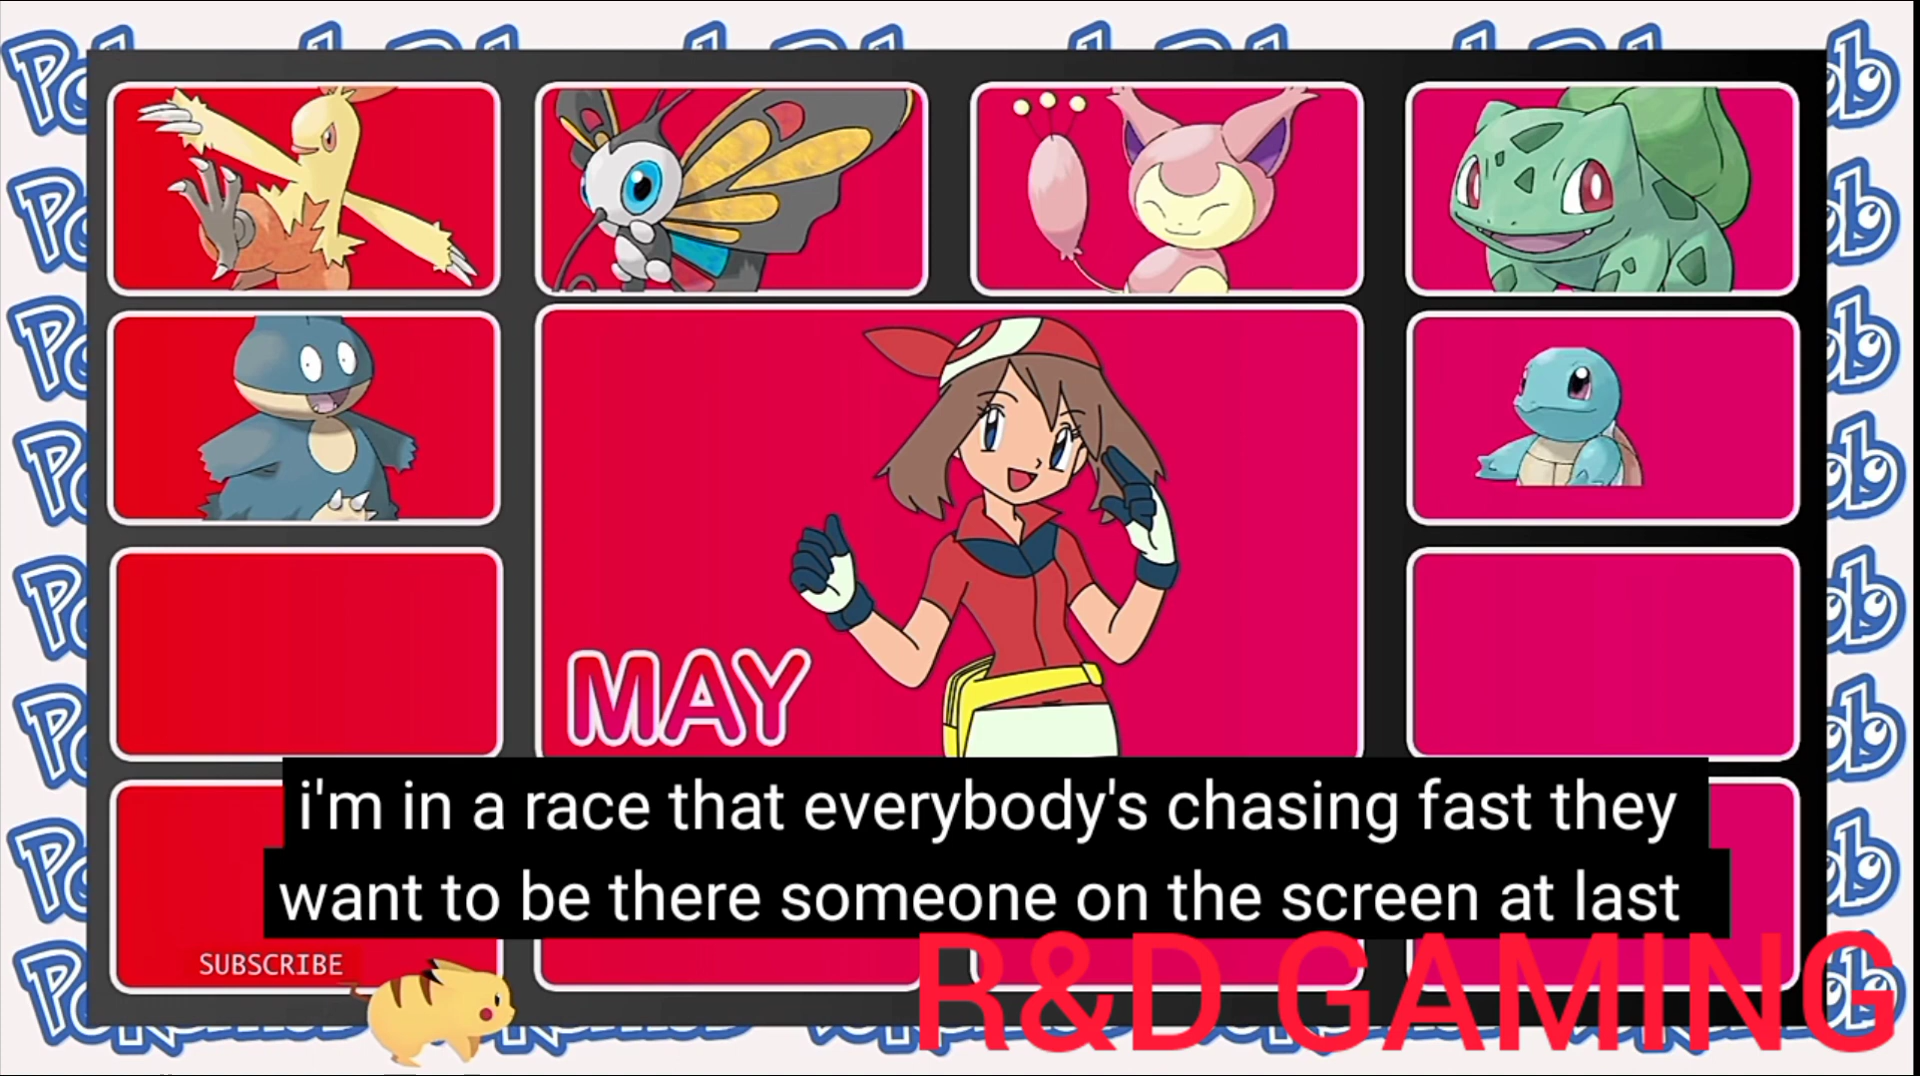 MAY
i'm in a race that everybody's chasing fast they
want to be there someone on the screen at last
SUBSCRIBE
R&D GAMING